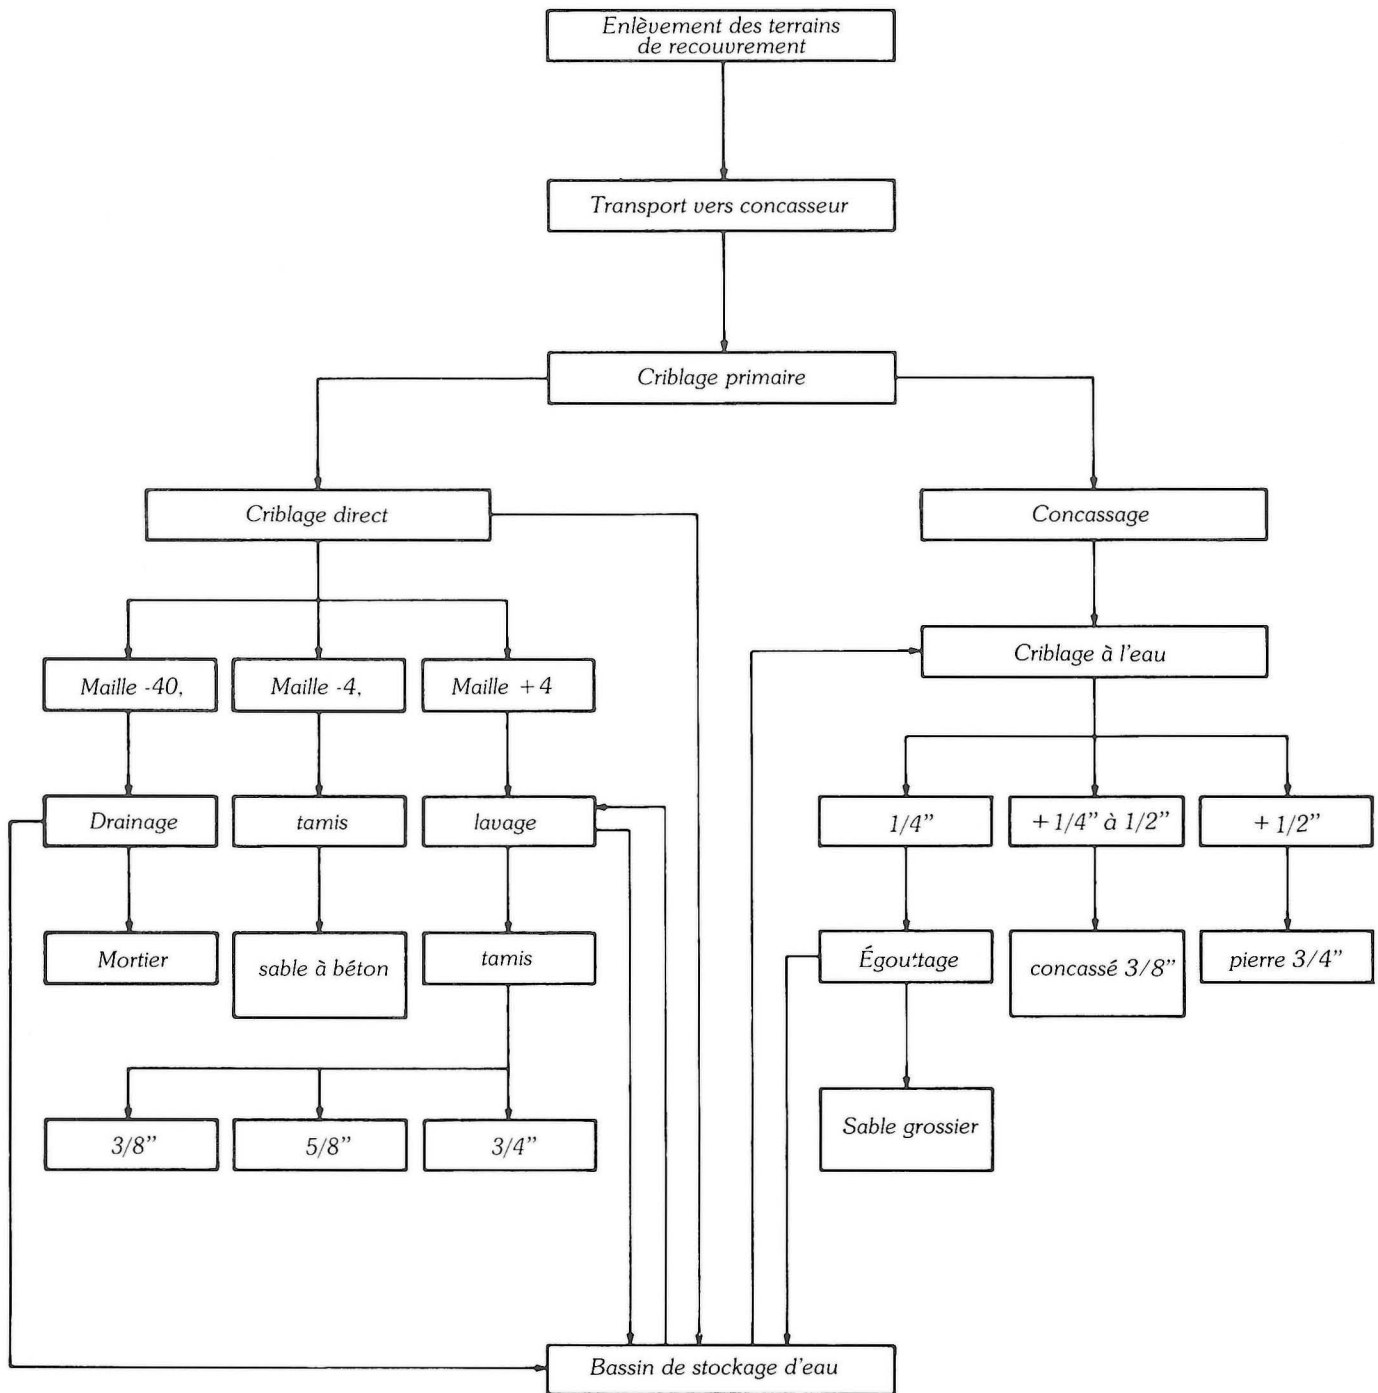 Enlèvement des terrains
de recouvrement
Transport vers concasseur
Criblage primaire
Criblage direct
Concassage
Criblage à l'eau
Maille -40,
Maille -4,
Maille +4
Drainage
tamis
lavage
1/4”
+ 1/4” à 1/2”
+ 1/2”
Mortier
sable à béton
tamis
Égouttage
concassé 3/8”
pierre 3/4”
3/8”
5/8”
3/4”
Sable grossier
Bassin de stockage d'eau